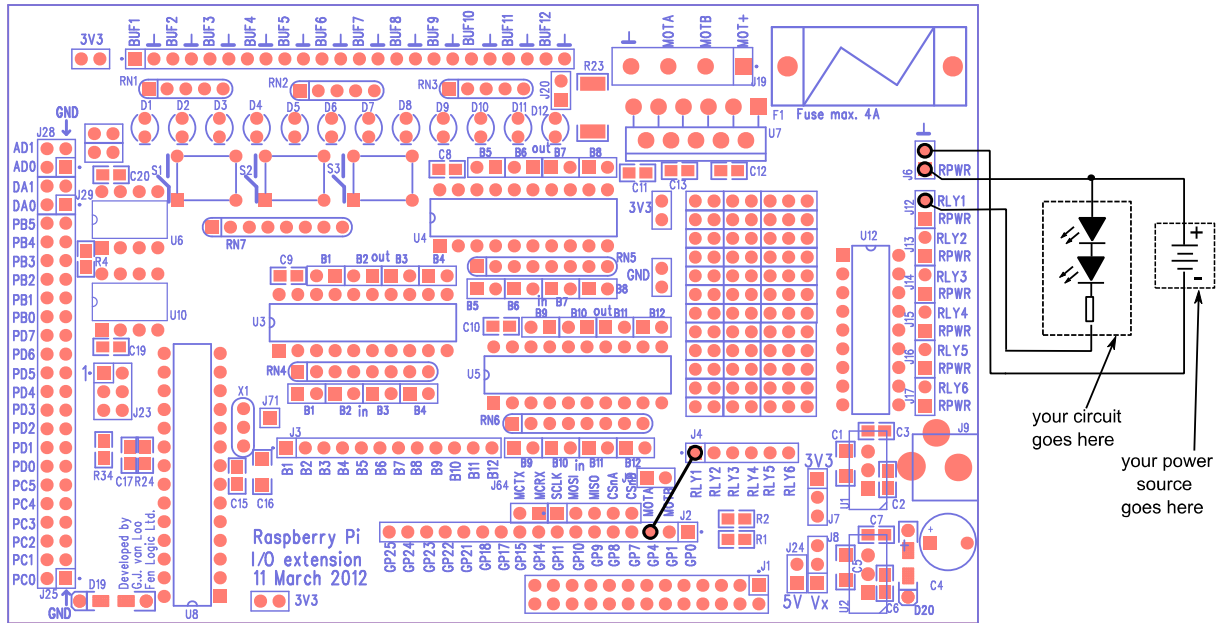 3V3
BUF1
BUF2
BUF3
BUF4
BUF5
BUF6
BUF7
BUF8
BUF9
BUF10
BUF11
BUF12
MOTA
MOTB
MOT+
J19
RN1
RN2
RN3
J20
R23
F1 Fuse max. 4A
GND
D1
D2
D3
D4
D5
D6
D7
D8
D9
D10
D11
D12
U7
J28
AD1
AD0
DA1
DA0
PB5
PB4
PB3
PB2
PB1
PB0
PD7
PD6
PD5
PD4
PD3
PD2
PD1
PD0
PC5
PC4
PC3
PC2
PC1
PC0
J29
J25
GND
C20
S1
S2
S3
C8
B5
B6
out
B7
B8
C11
C13
C12
3V3
U6
R4
RN7
U4
RN5
GND
U10
C19
C9
B1
B2
out
B3
B4
B5
B6
in
B7
B8
U3
C10
B9
B10
out
B11
B12
RN4
U5
B1
B2
in
B3
B4
RN6
1
J23
X1
J71
J3
B1
B2
B3
B4
B5
B6
B7
B8
B9
B10
B11
B12
B9
B10
in
B11
B12
R34
C17
R24
C15
C16
J64
MCTX
MCRX
SCLK
MOSI
MISO
CSnA
CSnB
MOTA
MOTB
J4
RLY1
RLY2
RLY3
RLY4
RLY5
RLY6
J2
GP25
GP24
GP23
GP22
GP21
GP18
GP17
GP15
GP14
GP11
GP10
GP9
GP8
GP7
GP4
GP1
GP0
R2
R1
3V3
J7
J24
J8
5V
Vx
J1
Raspberry Pi
I/O extension
11 March 2012
Developed by
G.J. van Loo
Fen Logic Ltd.
D19
U8
3V3
J6
RPWR
J12
RLY1
RPWR
J13
RLY2
RPWR
J14
RLY3
RPWR
J15
RLY4
RPWR
J16
RLY5
RPWR
J17
RLY6
RPWR
U12
C1
C3
J9
U1
C2
C7
C5
U2
C6
D20
C4
+
+
+
-
your circuit
goes here
your power
source
goes here